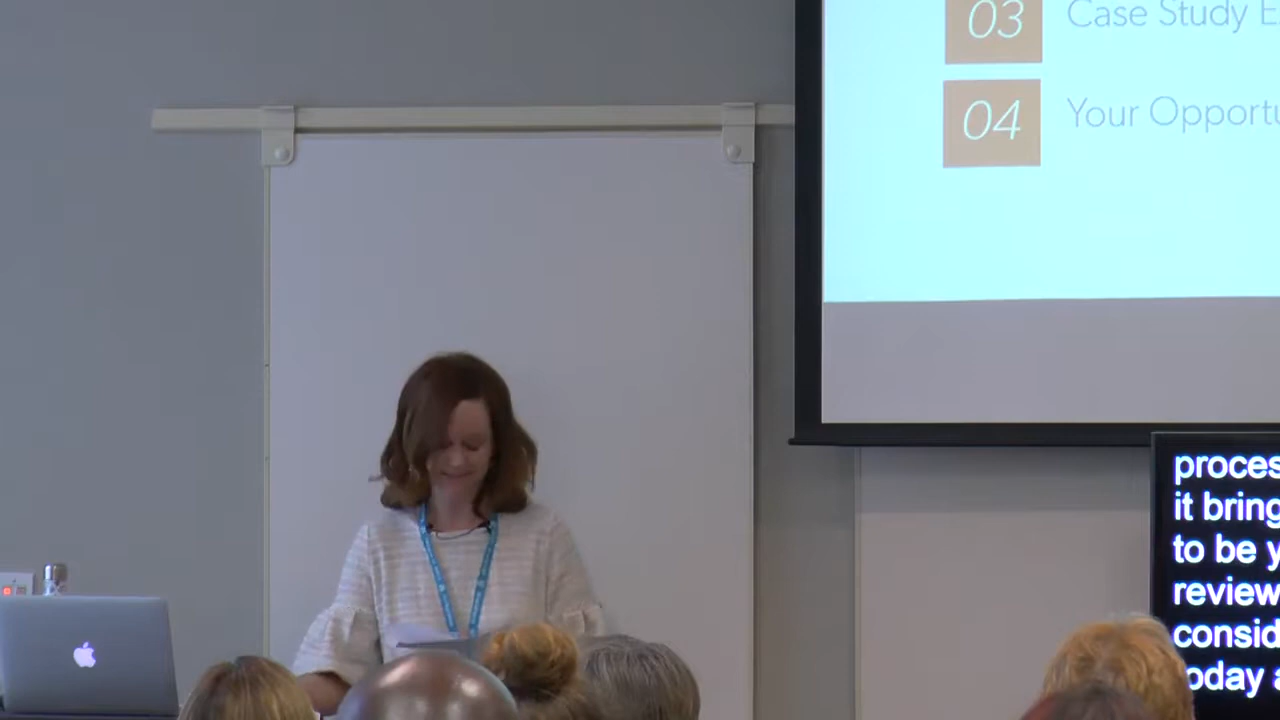 03 Case Study E
04 Your Opportu
proces
it bring
to be y
review
consid
oday a